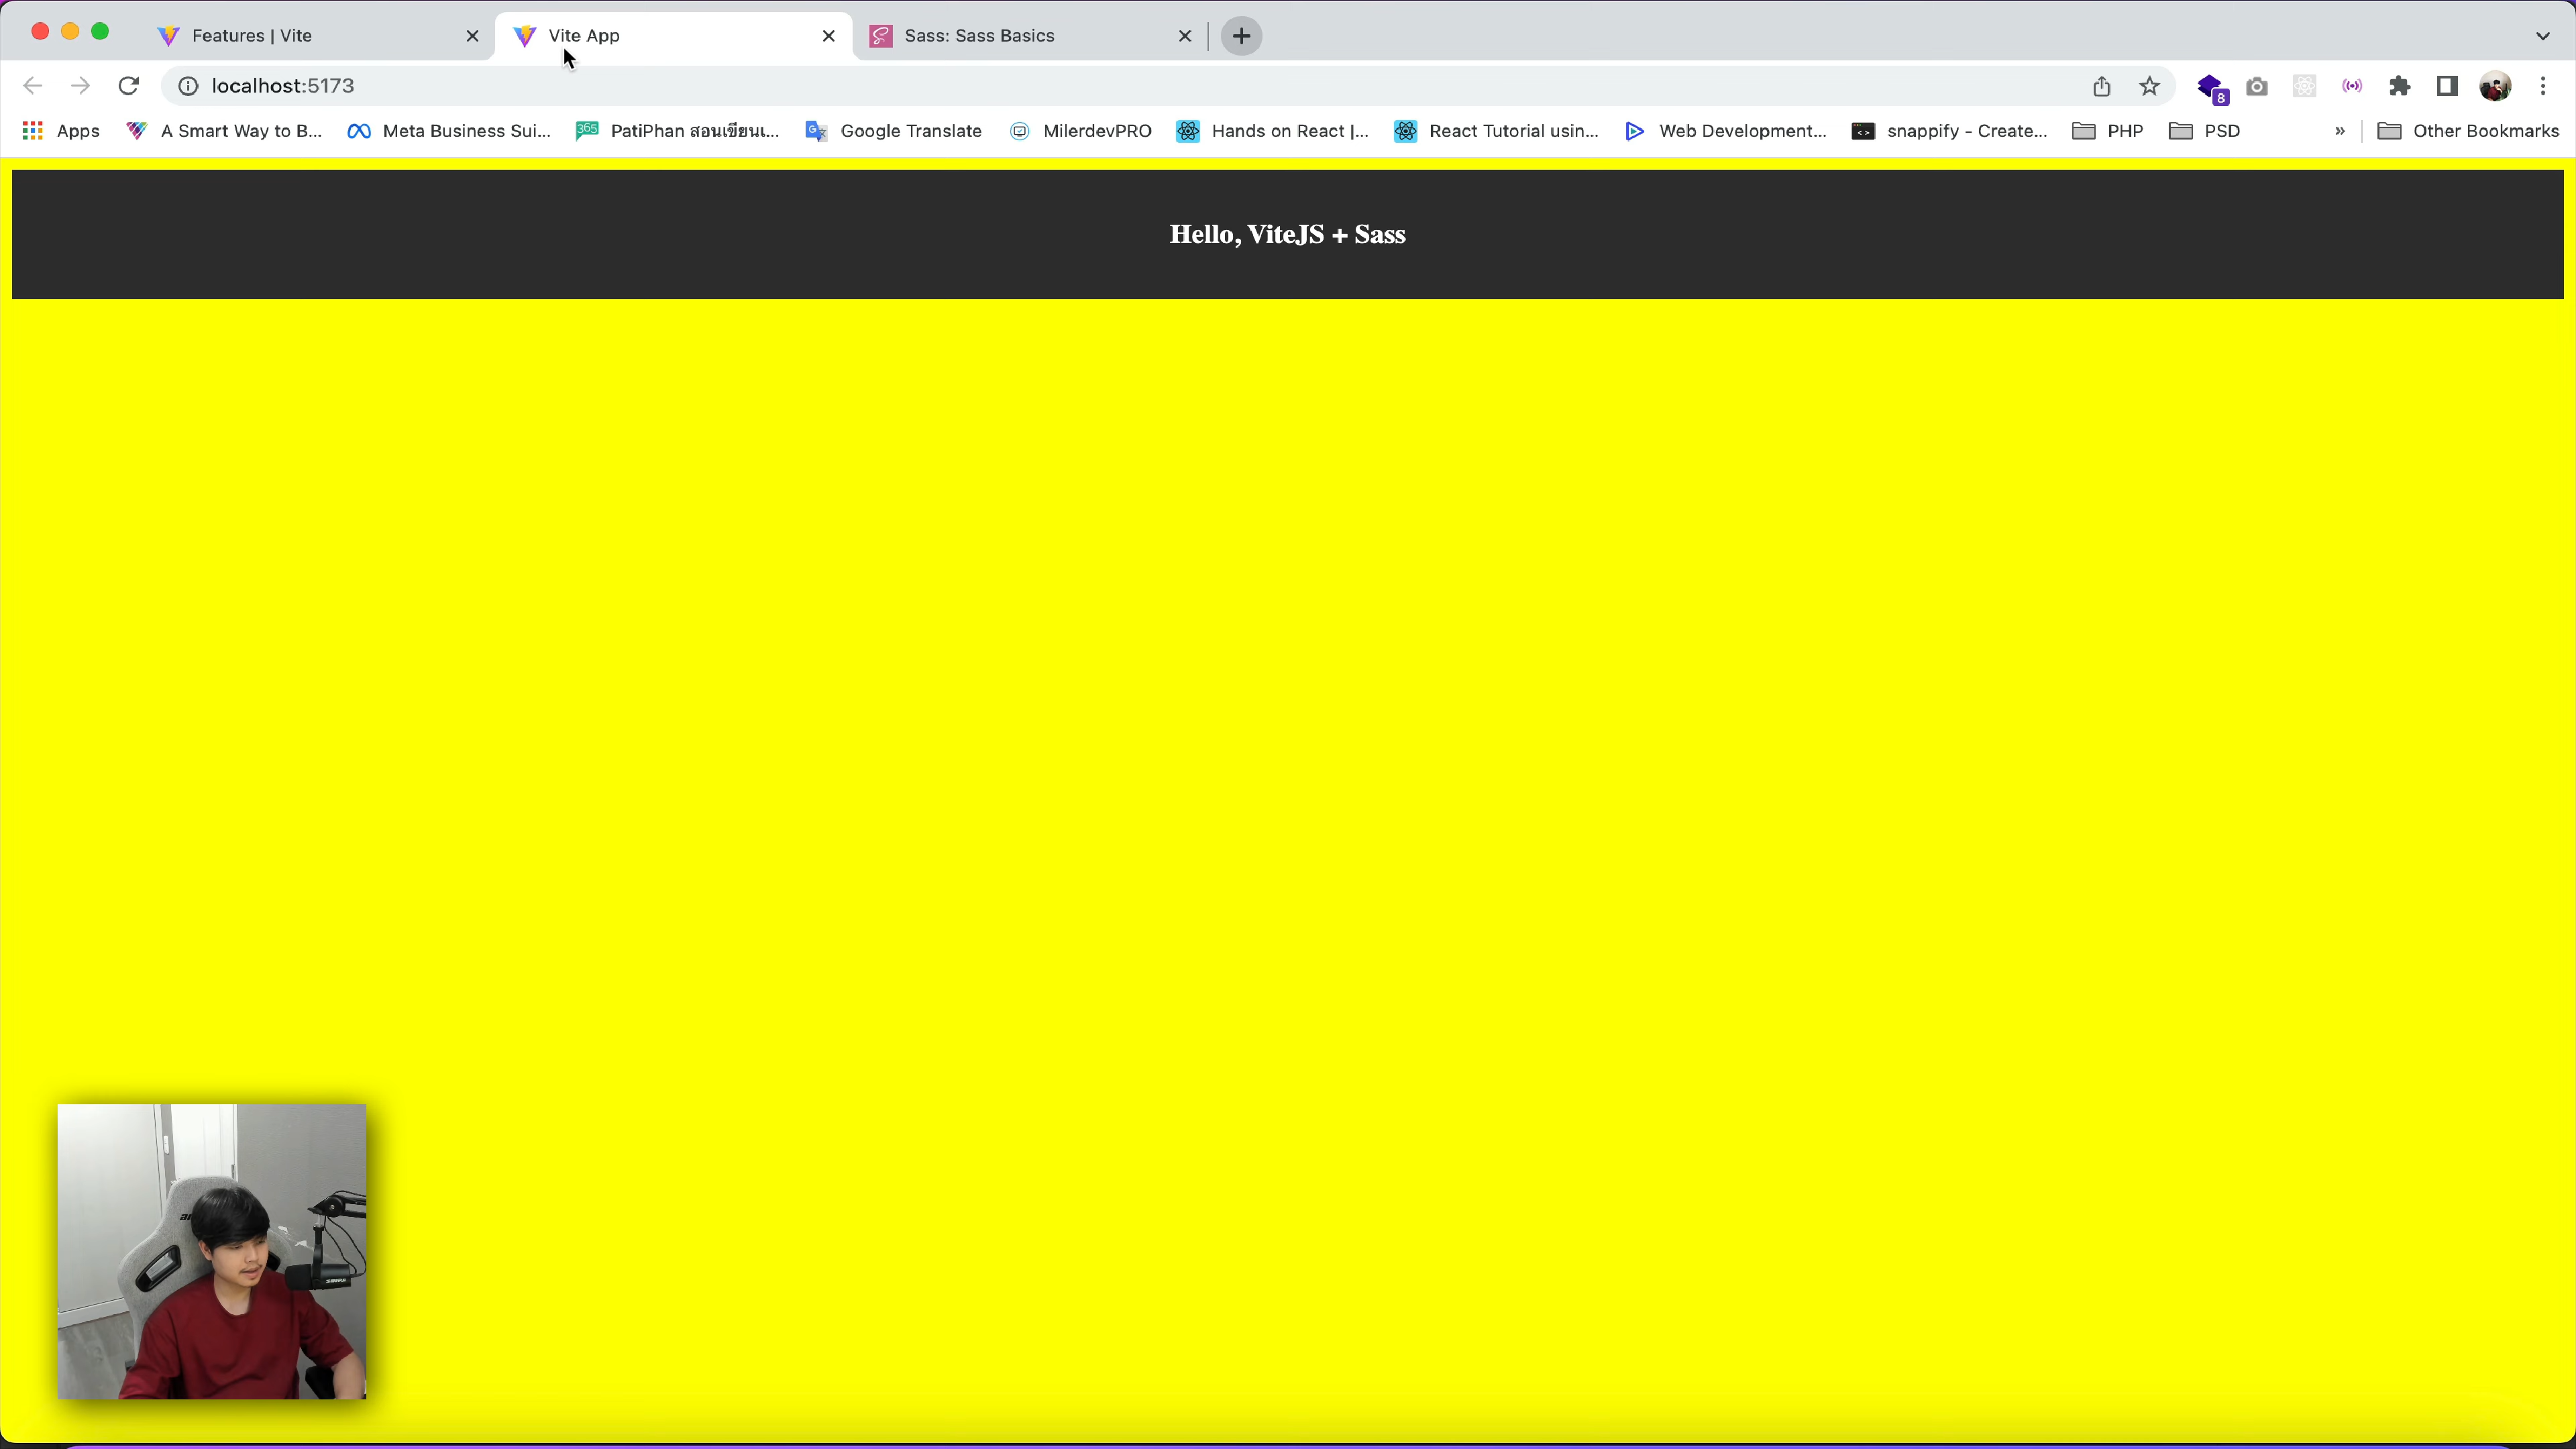 Features | Vite
Vite App
Sass: Sass Basics
localhost:5173
8
Apps
A Smart Way to B...
Meta Business Sui...
365
PatiPhan สอนเขียนเ...
Google Translate
MilerdevPRO
Hands on React |...
React Tutorial usin...
Web Development...
snappify - Create...
PHP
PSD
»
Other Bookmarks
Hello, ViteJS + Sass